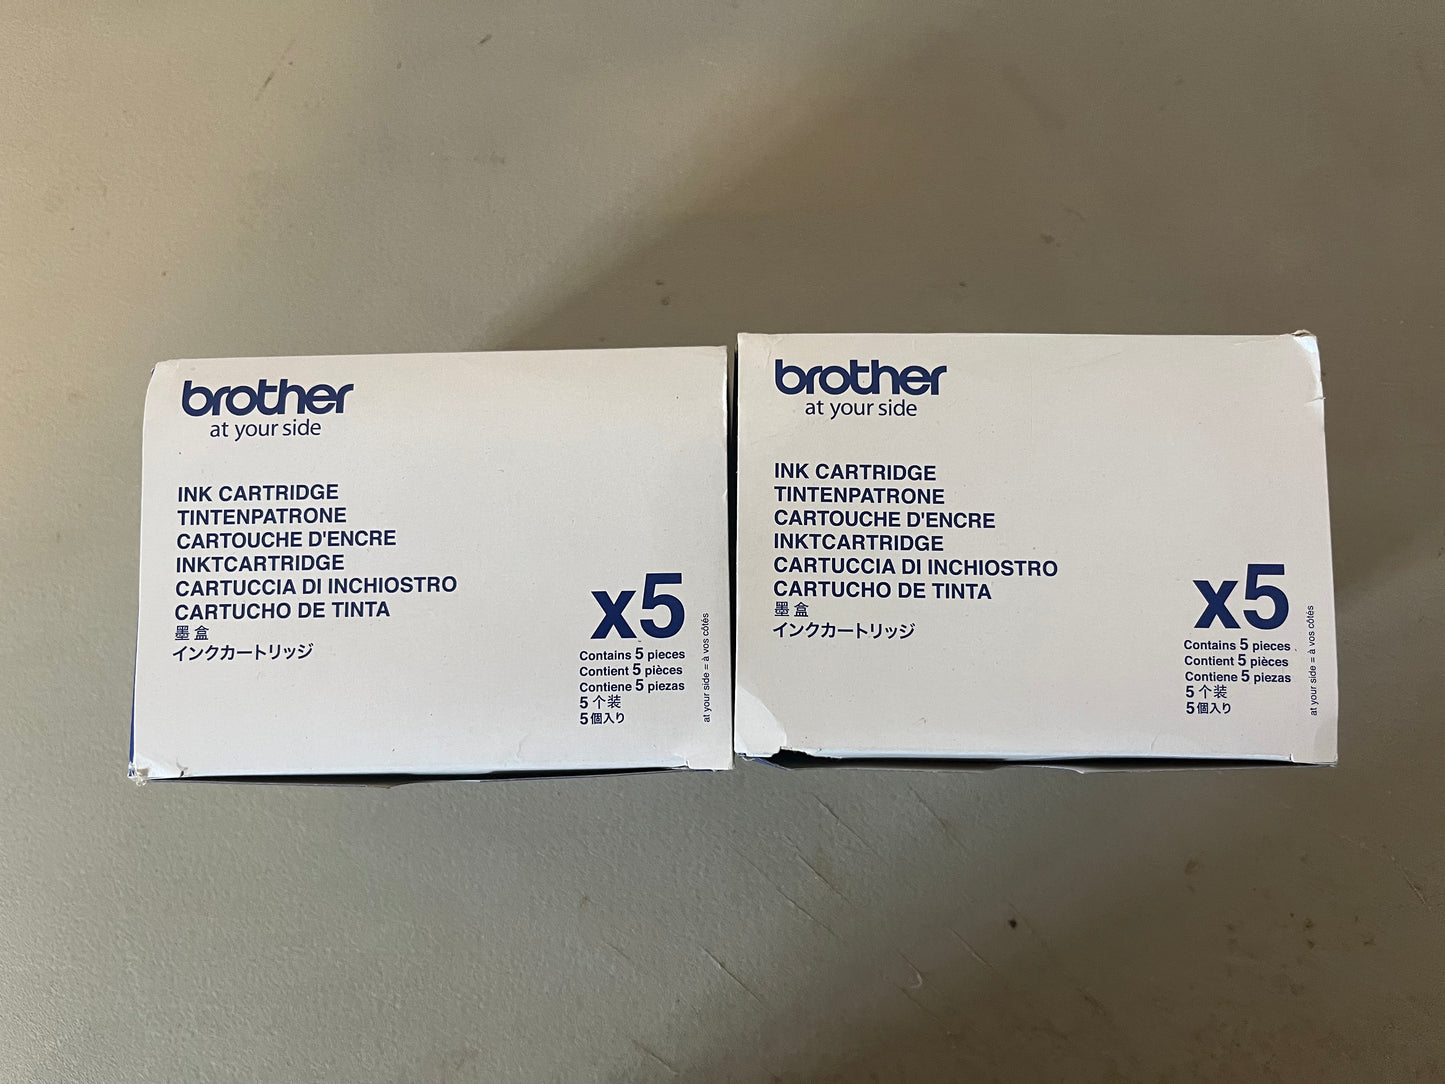 brother
at your side
INK CARTRIDGE
TINTENPATRONE
CARTOUCHE D'ENCRE
INKTCARTRIDGE
CARTUCCIA DI INCHIOSTRO
CARTUCHO DE TINTA
墨盒
インクカートリッジ
x5
Contains 5 pieces
Contient 5 pièces
Contiene 5 piezas
5个装
5個入り
at your side = à vos côtés
brother
at your side
INK CARTRIDGE
TINTENPATRONE
CARTOUCHE D'ENCRE
INKTCARTRIDGE
CARTUCCIA DI INCHIOSTRO
CARTUCHO DE TINTA
墨盒
インクカートリッジ
x5
Contains 5 pieces
Contient 5 pièces
Contiene 5 piezas
5个装
5個入り
at your side = à vos côtés